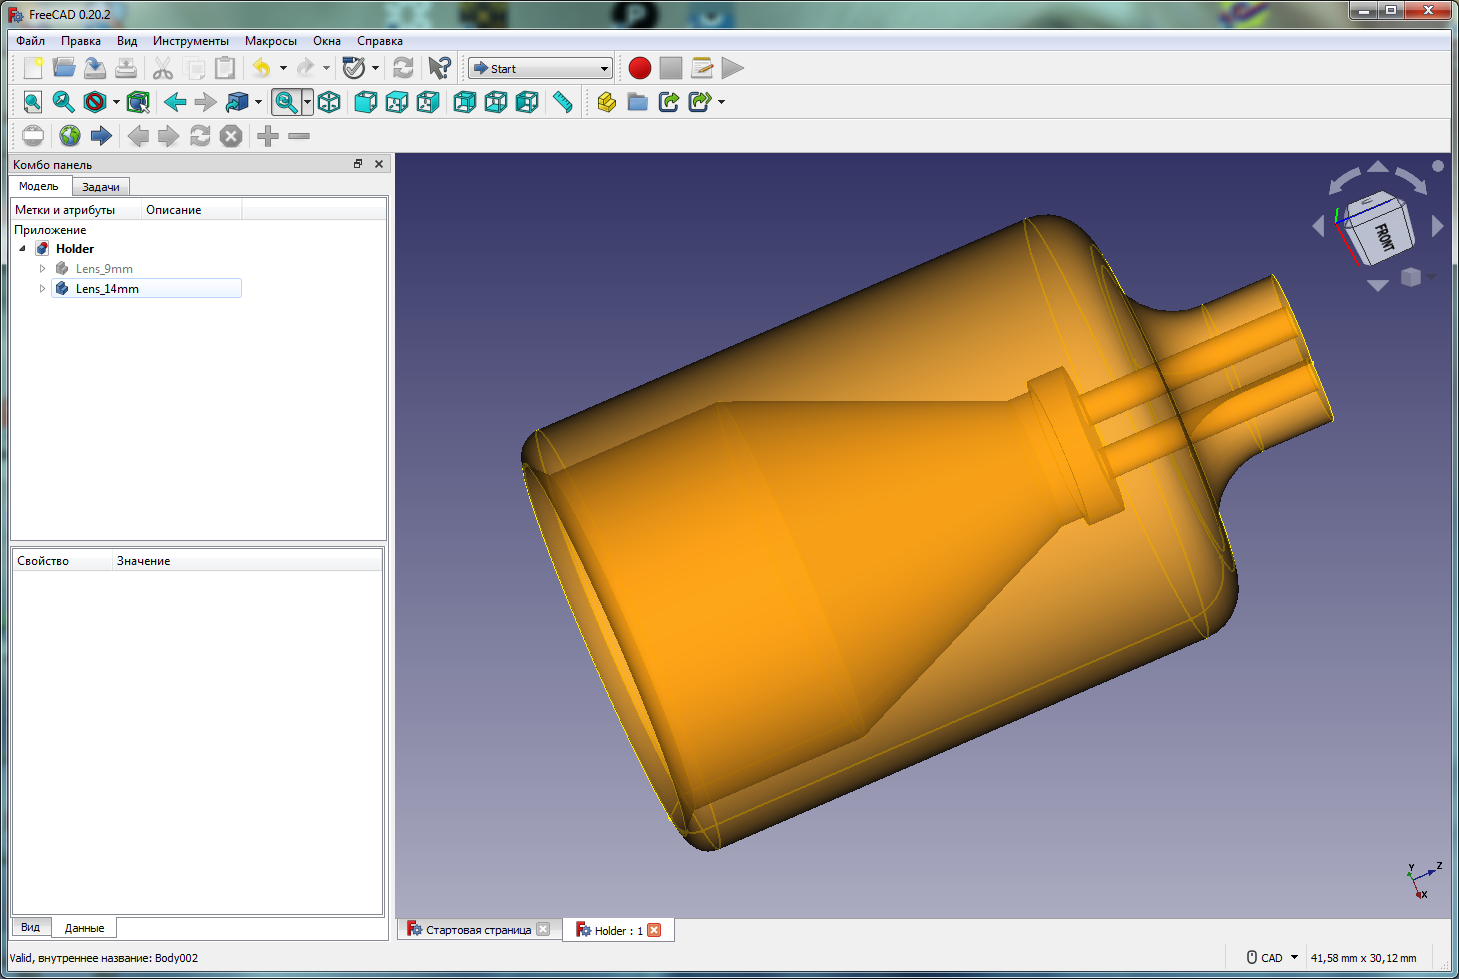 FreeCAD 0.20.2
Файл Правка Вид Инструменты Макросы Окна Справка
Start
Комбо панель
Модель Задачи
Метки и атрибуты Описание
Приложение
Holder
Lens_9mm
Lens_14mm
Свойство Значение
Вид Данные
FRONT
Y Z
X
Стартовая страница Holder : 1
Valid, внутреннее название: Body002 CAD 41,58 mm x 30,12 mm